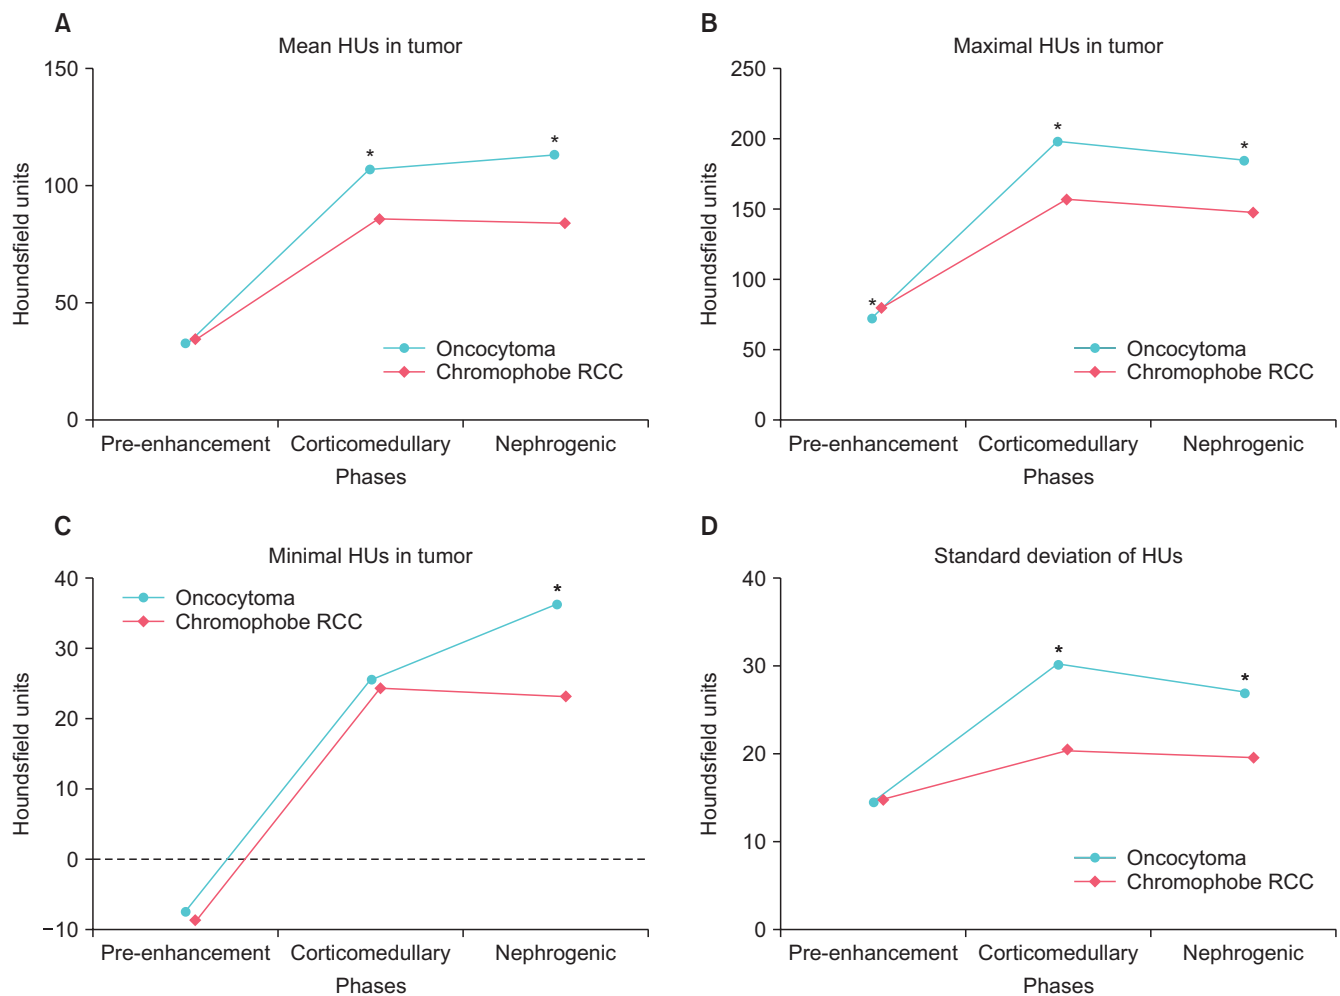 A
Mean HUs in tumor
150
100
50
0
Houndsfield units
*
*
Oncocytoma
Chromophobe RCC
Pre-enhancement Corticomedullary Nephrogenic
Phases
B
Maximal HUs in tumor
250
200
150
100
50
0
Houndsfield units
*
*
*
Oncocytoma
Chromophobe RCC
Pre-enhancement Corticomedullary Nephrogenic
Phases
C
Minimal HUs in tumor
40
30
20
10
0
−10
Houndsfield units
*
Oncocytoma
Chromophobe RCC
Pre-enhancement Corticomedullary Nephrogenic
Phases
D
Standard deviation of HUs
40
30
20
10
0
Houndsfield units
*
*
Oncocytoma
Chromophobe RCC
Pre-enhancement Corticomedullary Nephrogenic
Phases